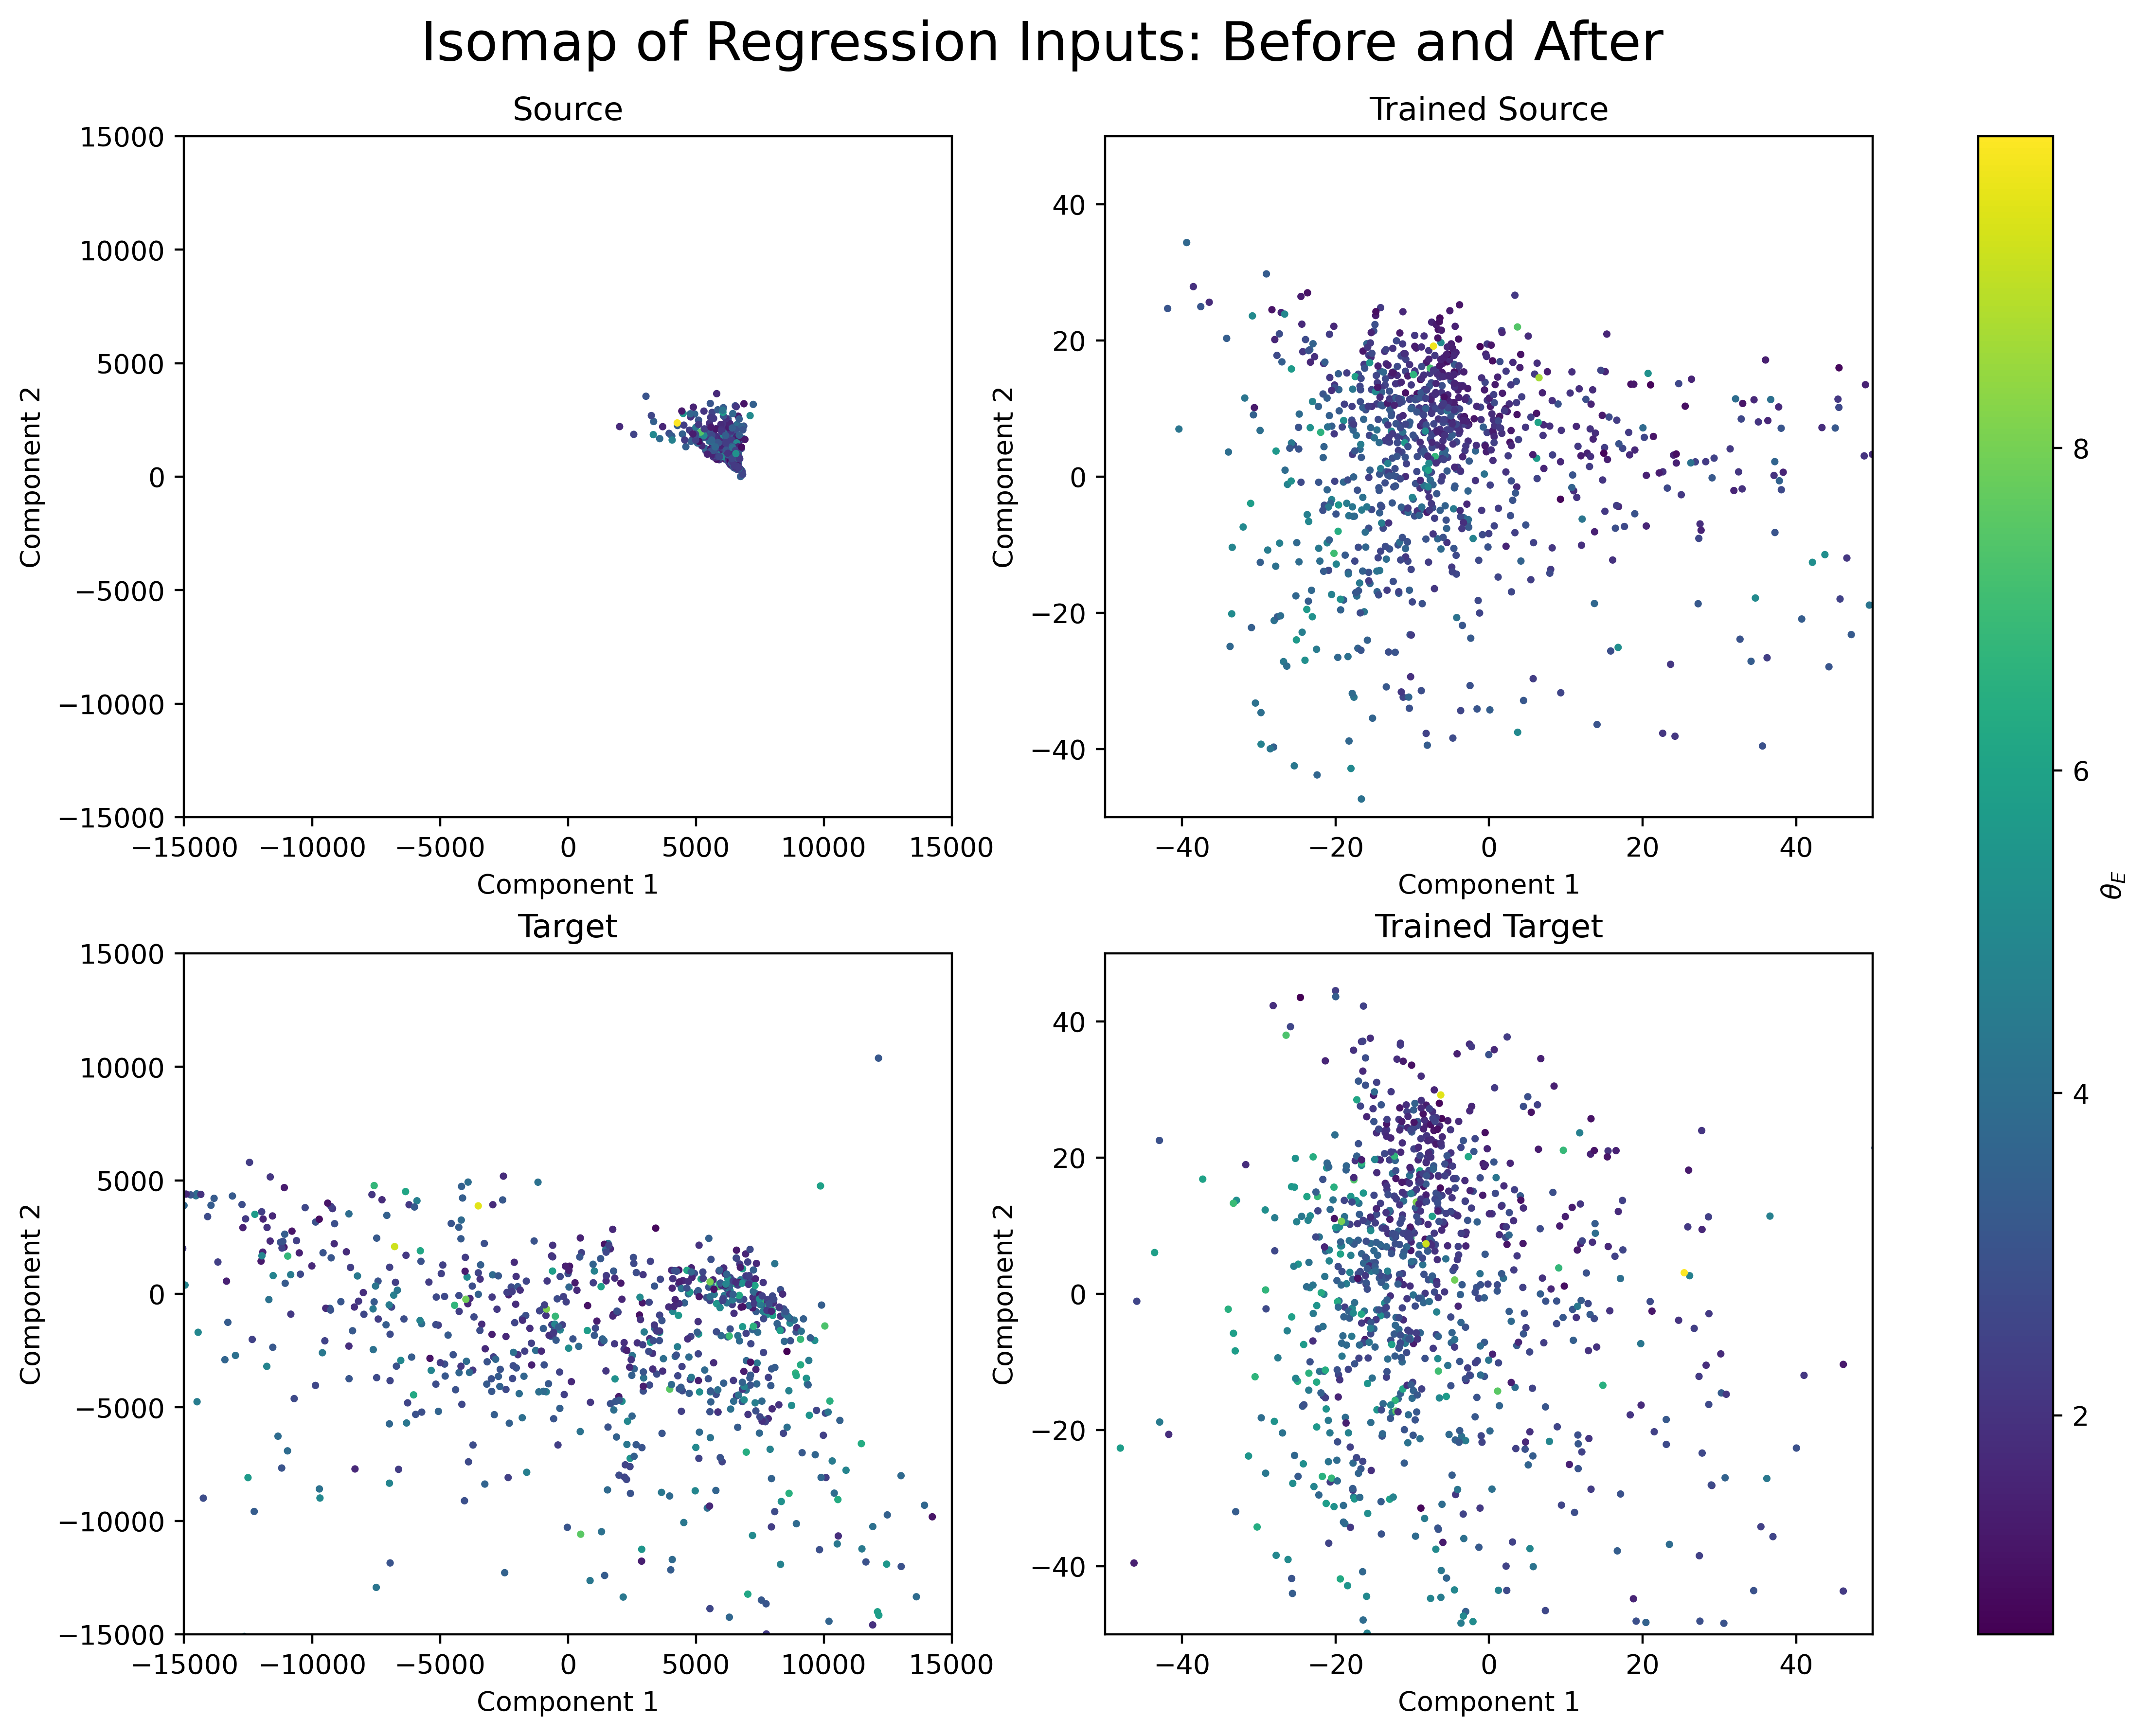 Isomap of Regression Inputs: Before and After
Source
15000
10000
5000
0
−5000
−10000
−15000
Component 2
−15000 −10000 −5000 0 5000 10000 15000
Component 1
Trained Source
40
20
0
−20
−40
Component 2
−40 −20 0 20 40
Component 1
Target
15000
10000
5000
0
−5000
−10000
−15000
Component 2
−15000 −10000 −5000 0 5000 10000 15000
Component 1
Trained Target
40
20
0
−20
−40
Component 2
−40 −20 0 20 40
Component 1
8
6
4
2
θ_E